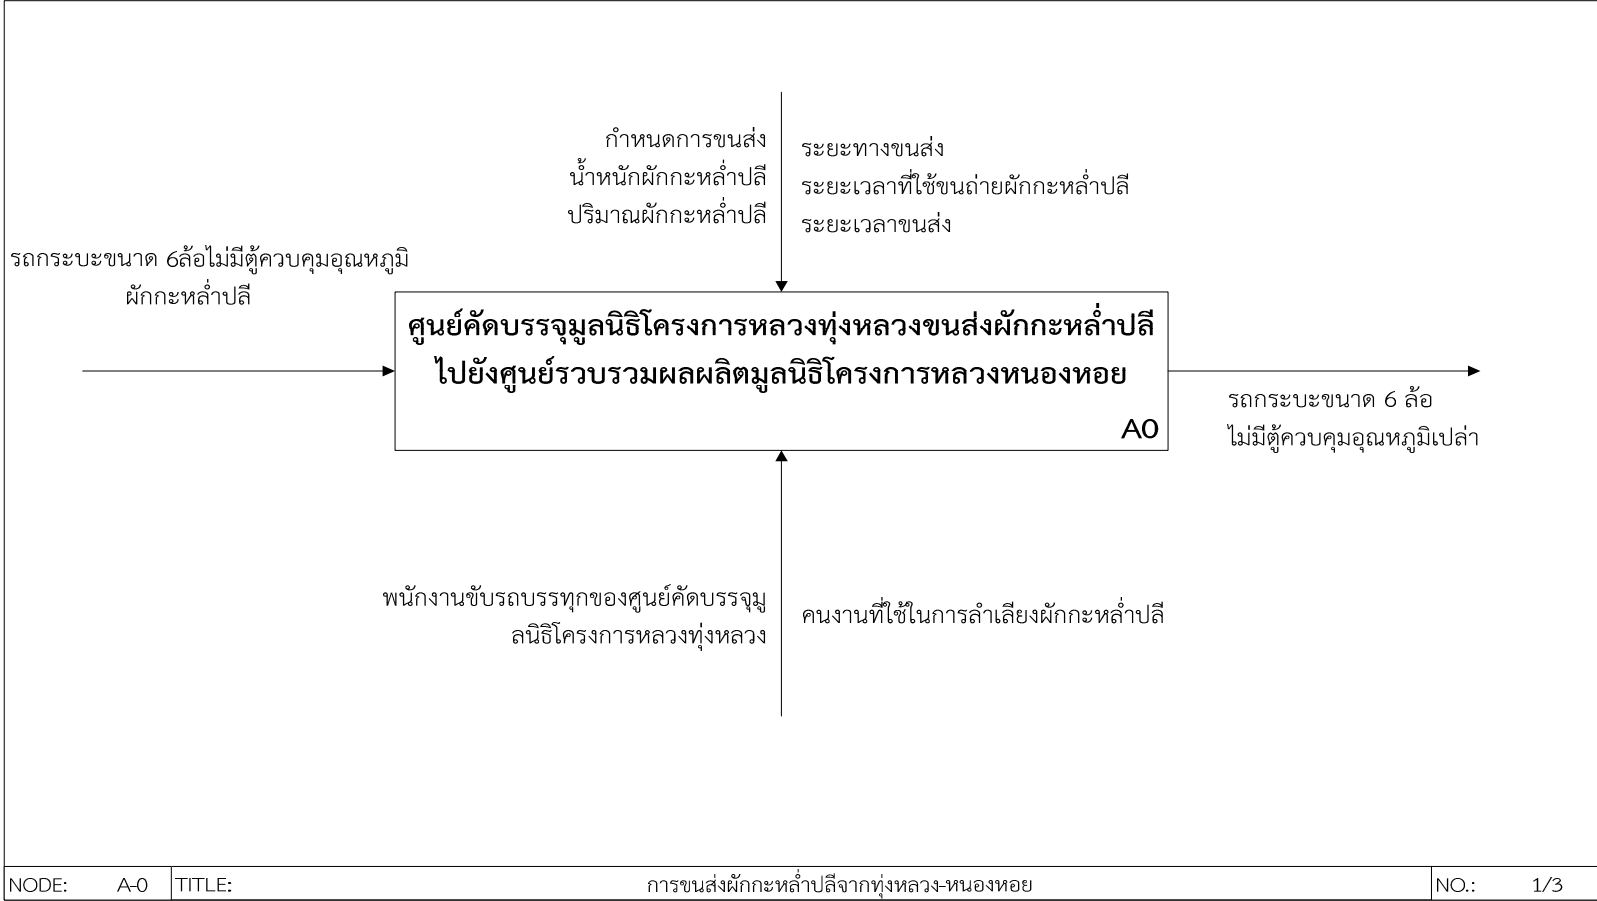 กำหนดการขนส่ง
น้ำหนักผักกะหล่ำปลี
ปริมาณผักกะหล่ำปลี
ระยะทางขนส่ง
ระยะเวลาที่ใช้ขนถ่ายผักกะหล่ำปลี
ระยะเวลาขนส่ง
รถกระบะขนาด 6ล้อไม่มีตู้ควบคุมอุณหภูมิ
ผักกะหล่ำปลี
ศูนย์คัดบรรจุมูลนิธิโครงการหลวงทุ่งหลวงขนส่งผักกะหล่ำปลี
ไปยังศูนย์รวบรวมผลผลิตมูลนิธิโครงการหลวงหนองหอย
A0
รถกระบะขนาด 6 ล้อ
ไม่มีตู้ควบคุมอุณหภูมิเปล่า
พนักงานขับรถบรรทุกของศูนย์คัดบรรจุมู
ลนิธิโครงการหลวงทุ่งหลวง
คนงานที่ใช้ในการลำเลียงผักกะหล่ำปลี
NODE: A-0 TITLE: การขนส่งผักกะหล่ำปลีจากทุ่งหลวง-หนองหอย NO.: 1/3